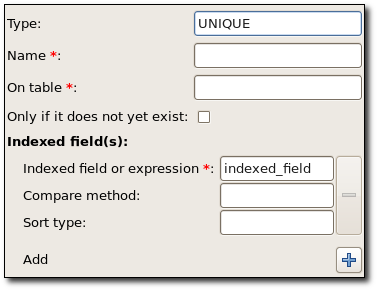 Type: UNIQUE
Name *:
On table *:
Only if it does not yet exist:
Indexed field(s):
Indexed field or expression *: indexed_field
Compare method:
Sort type:
Add